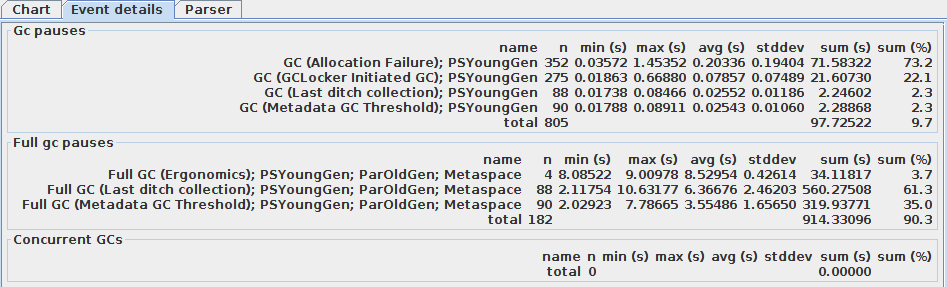 Chart Event details Parser
Gc pauses
name n min (s) max (s) avg (s) stddev sum (s) sum (%)
GC (Allocation Failure); PSYoungGen 352 0.03572 1.45352 0.20336 0.19404 71.58322 73.2
GC (GCLocker Initiated GC); PSYoungGen 275 0.01863 0.66880 0.07857 0.07489 21.60730 22.1
GC (Last ditch collection); PSYoungGen 88 0.01738 0.08466 0.02552 0.01186 2.24602 2.3
GC (Metadata GC Threshold); PSYoungGen 90 0.01788 0.08911 0.02543 0.01060 2.28868 2.3
total 805 97.72522 9.7
Full gc pauses
name n min (s) max (s) avg (s) stddev sum (s) sum (%)
Full GC (Ergonomics); PSYoungGen; ParOldGen; Metaspace 4 8.08522 9.00978 8.52954 0.42614 34.11817 3.7
Full GC (Last ditch collection); PSYoungGen; ParOldGen; Metaspace 88 2.11754 10.63177 6.36676 2.46203 560.27508 61.3
Full GC (Metadata GC Threshold); PSYoungGen; ParOldGen; Metaspace 90 2.02923 7.78665 3.55486 1.65650 319.93771 35.0
total 182 914.33096 90.3
Concurrent GCs
name n min (s) max (s) avg (s) stddev sum (s) sum (%)
total 0 0.00000